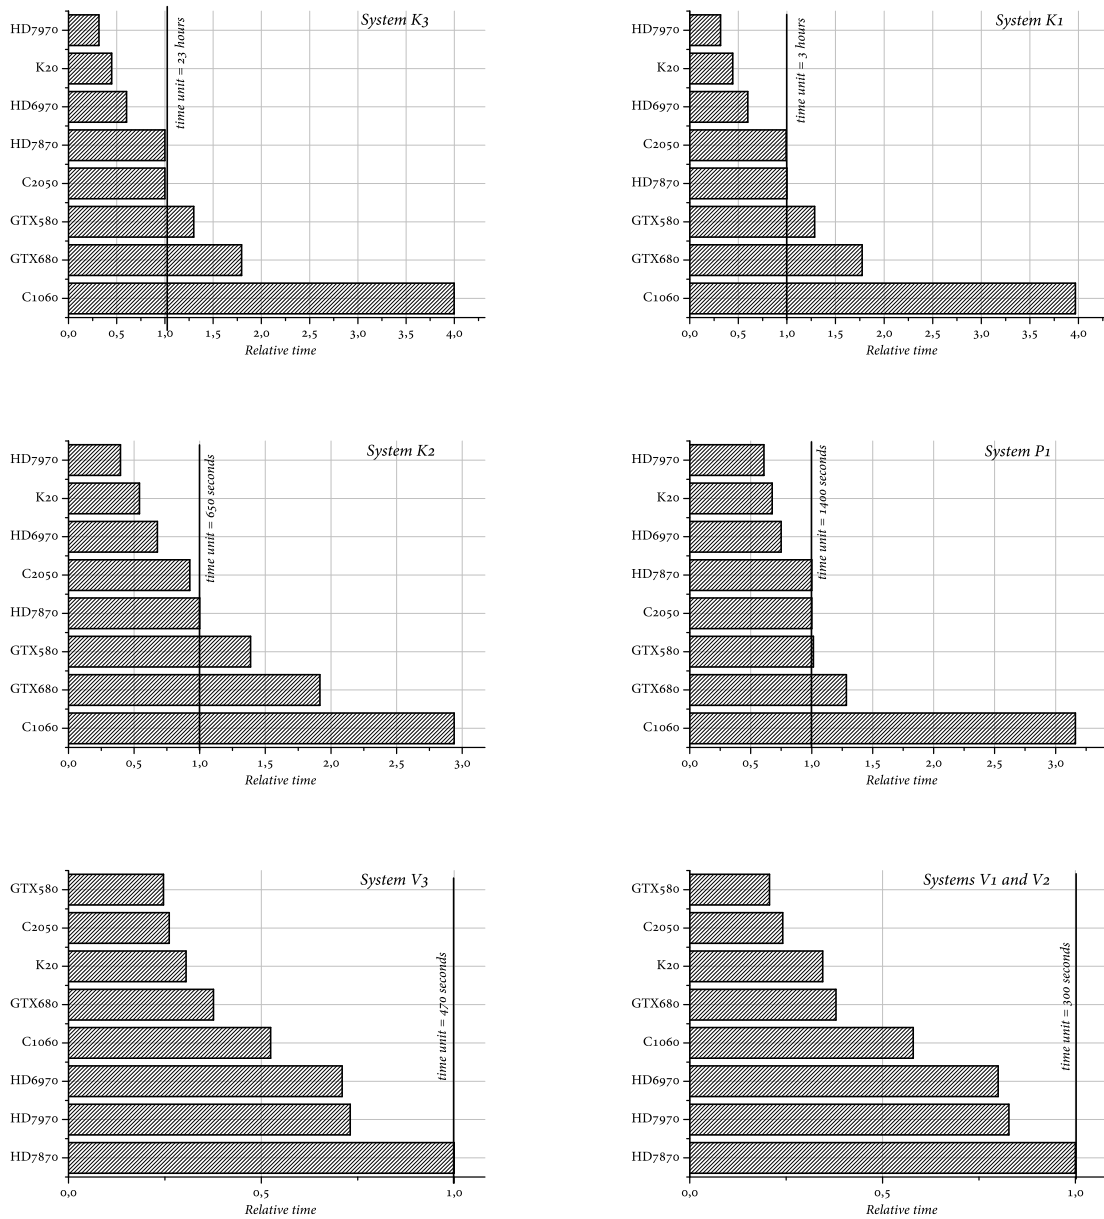 System K3
HD7970
K20
HD6970
HD7870
C2050
GTX580
GTX680
C1060
time unit = 23 hours
0,0 0,5 1,0 1,5 2,0 2,5 3,0 3,5 4,0
Relative time
System K1
HD7970
K20
HD6970
C2050
HD7870
GTX580
GTX680
C1060
time unit = 3 hours
0,0 0,5 1,0 1,5 2,0 2,5 3,0 3,5 4,0
Relative time
System K2
HD7970
K20
HD6970
C2050
HD7870
GTX580
GTX680
C1060
time unit = 650 seconds
0,0 0,5 1,0 1,5 2,0 2,5 3,0
Relative time
System P1
HD7970
K20
HD6970
HD7870
C2050
GTX580
GTX680
C1060
time unit = 1400 seconds
0,0 0,5 1,0 1,5 2,0 2,5 3,0
Relative time
System V3
GTX580
C2050
K20
GTX680
C1060
HD6970
HD7970
HD7870
time unit = 470 seconds
0,0 0,5 1,0
Relative time
Systems V1 and V2
GTX580
C2050
K20
GTX680
C1060
HD6970
HD7970
HD7870
time unit = 300 seconds
0,0 0,5 1,0
Relative time